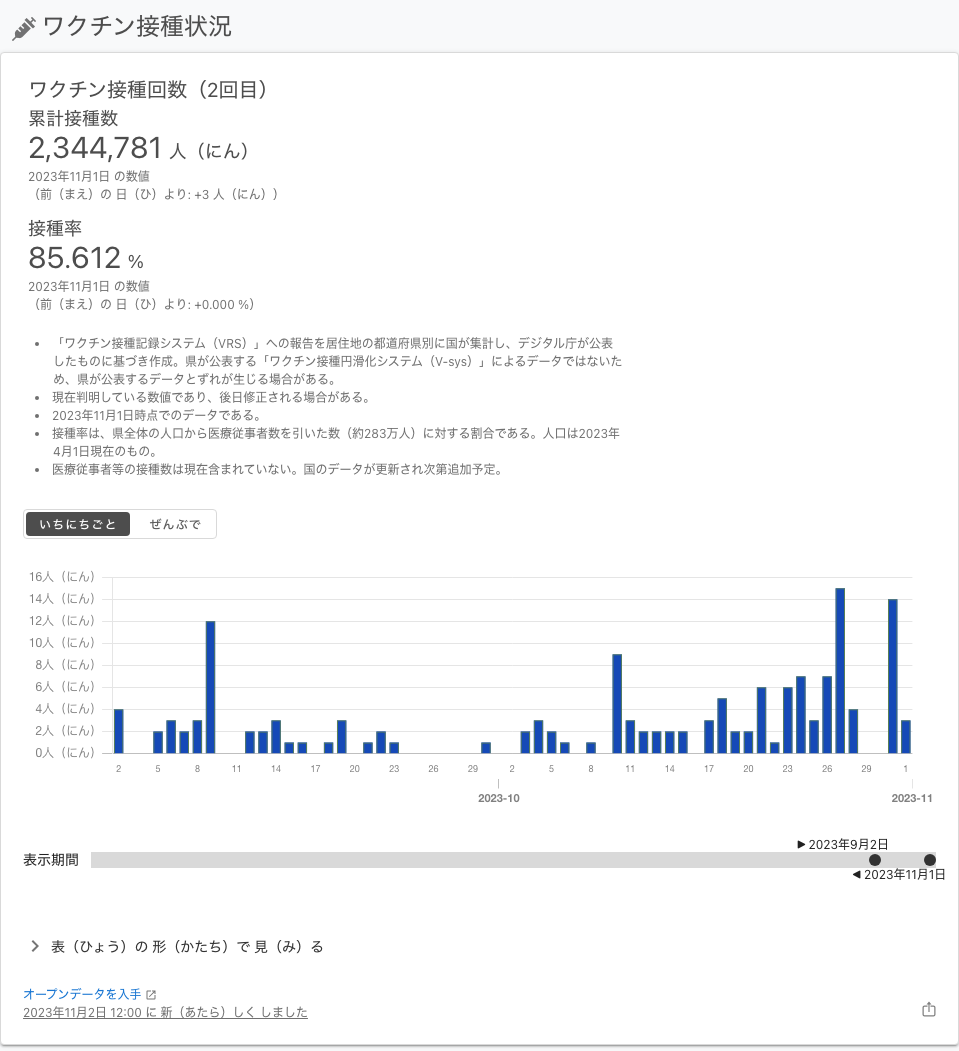 ワクチン接種状況
ワクチン接種回数（2回目）
累計接種数
2,344,781 人（にん）
2023年11月1日 の数値
（前（まえ）の 日（ひ）より: +3 人（にん））
接種率
85.612 %
2023年11月1日 の数値
（前（まえ）の 日（ひ）より: +0.000 %）
• 「ワクチン接種記録システム（VRS）」への報告を居住地の都道府県別に国が集計し、デジタル庁が公表
したものに基づき作成。県が公表する「ワクチン接種円滑化システム（V-sys）」によるデータではないた
め、県が公表するデータとずれが生じる場合がある。
• 現在判明している数値であり、後日修正される場合がある。
• 2023年11月1日時点でのデータである。
• 接種率は、県全体の人口から医療従事者数を引いた数（約283万人）に対する割合である。人口は2023年
4月1日現在のもの。
• 医療従事者等の接種数は現在含まれていない。国のデータが更新され次第追加予定。
いちにちごと ぜんぶで
16人（にん）
14人（にん）
12人（にん）
10人（にん）
8人（にん）
6人（にん）
4人（にん）
2人（にん）
0人（にん）
2 5 8 11 14 17 20 23 26 29 2 5 8 11 14 17 20 23 26 29 1
2023-10 2023-11
2023年9月2日
表示期間
2023年11月1日
表（ひょう）の 形（かたち）で 見（み）る
オープンデータを入手
2023年11月2日 12:00 に 新（あたら）しく しました